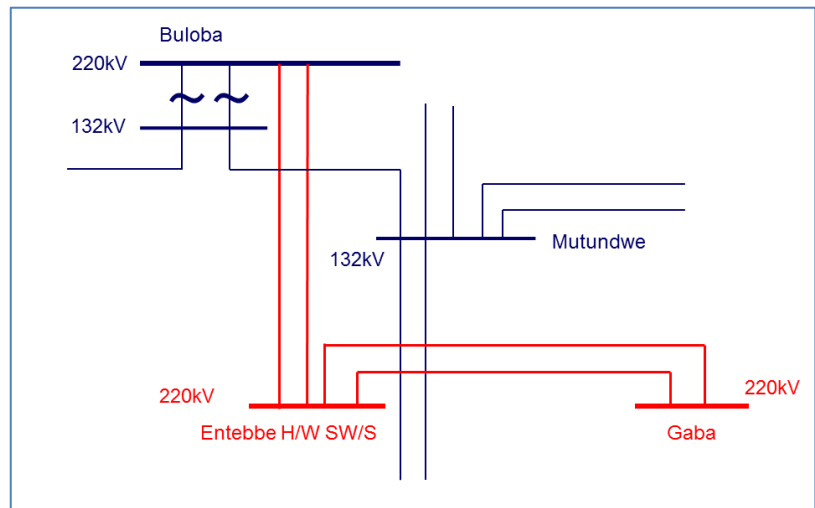 Buloba
220kV
132kV
Mutundwe
132kV
220kV
220kV
Entebbe H/W SW/S
Gaba